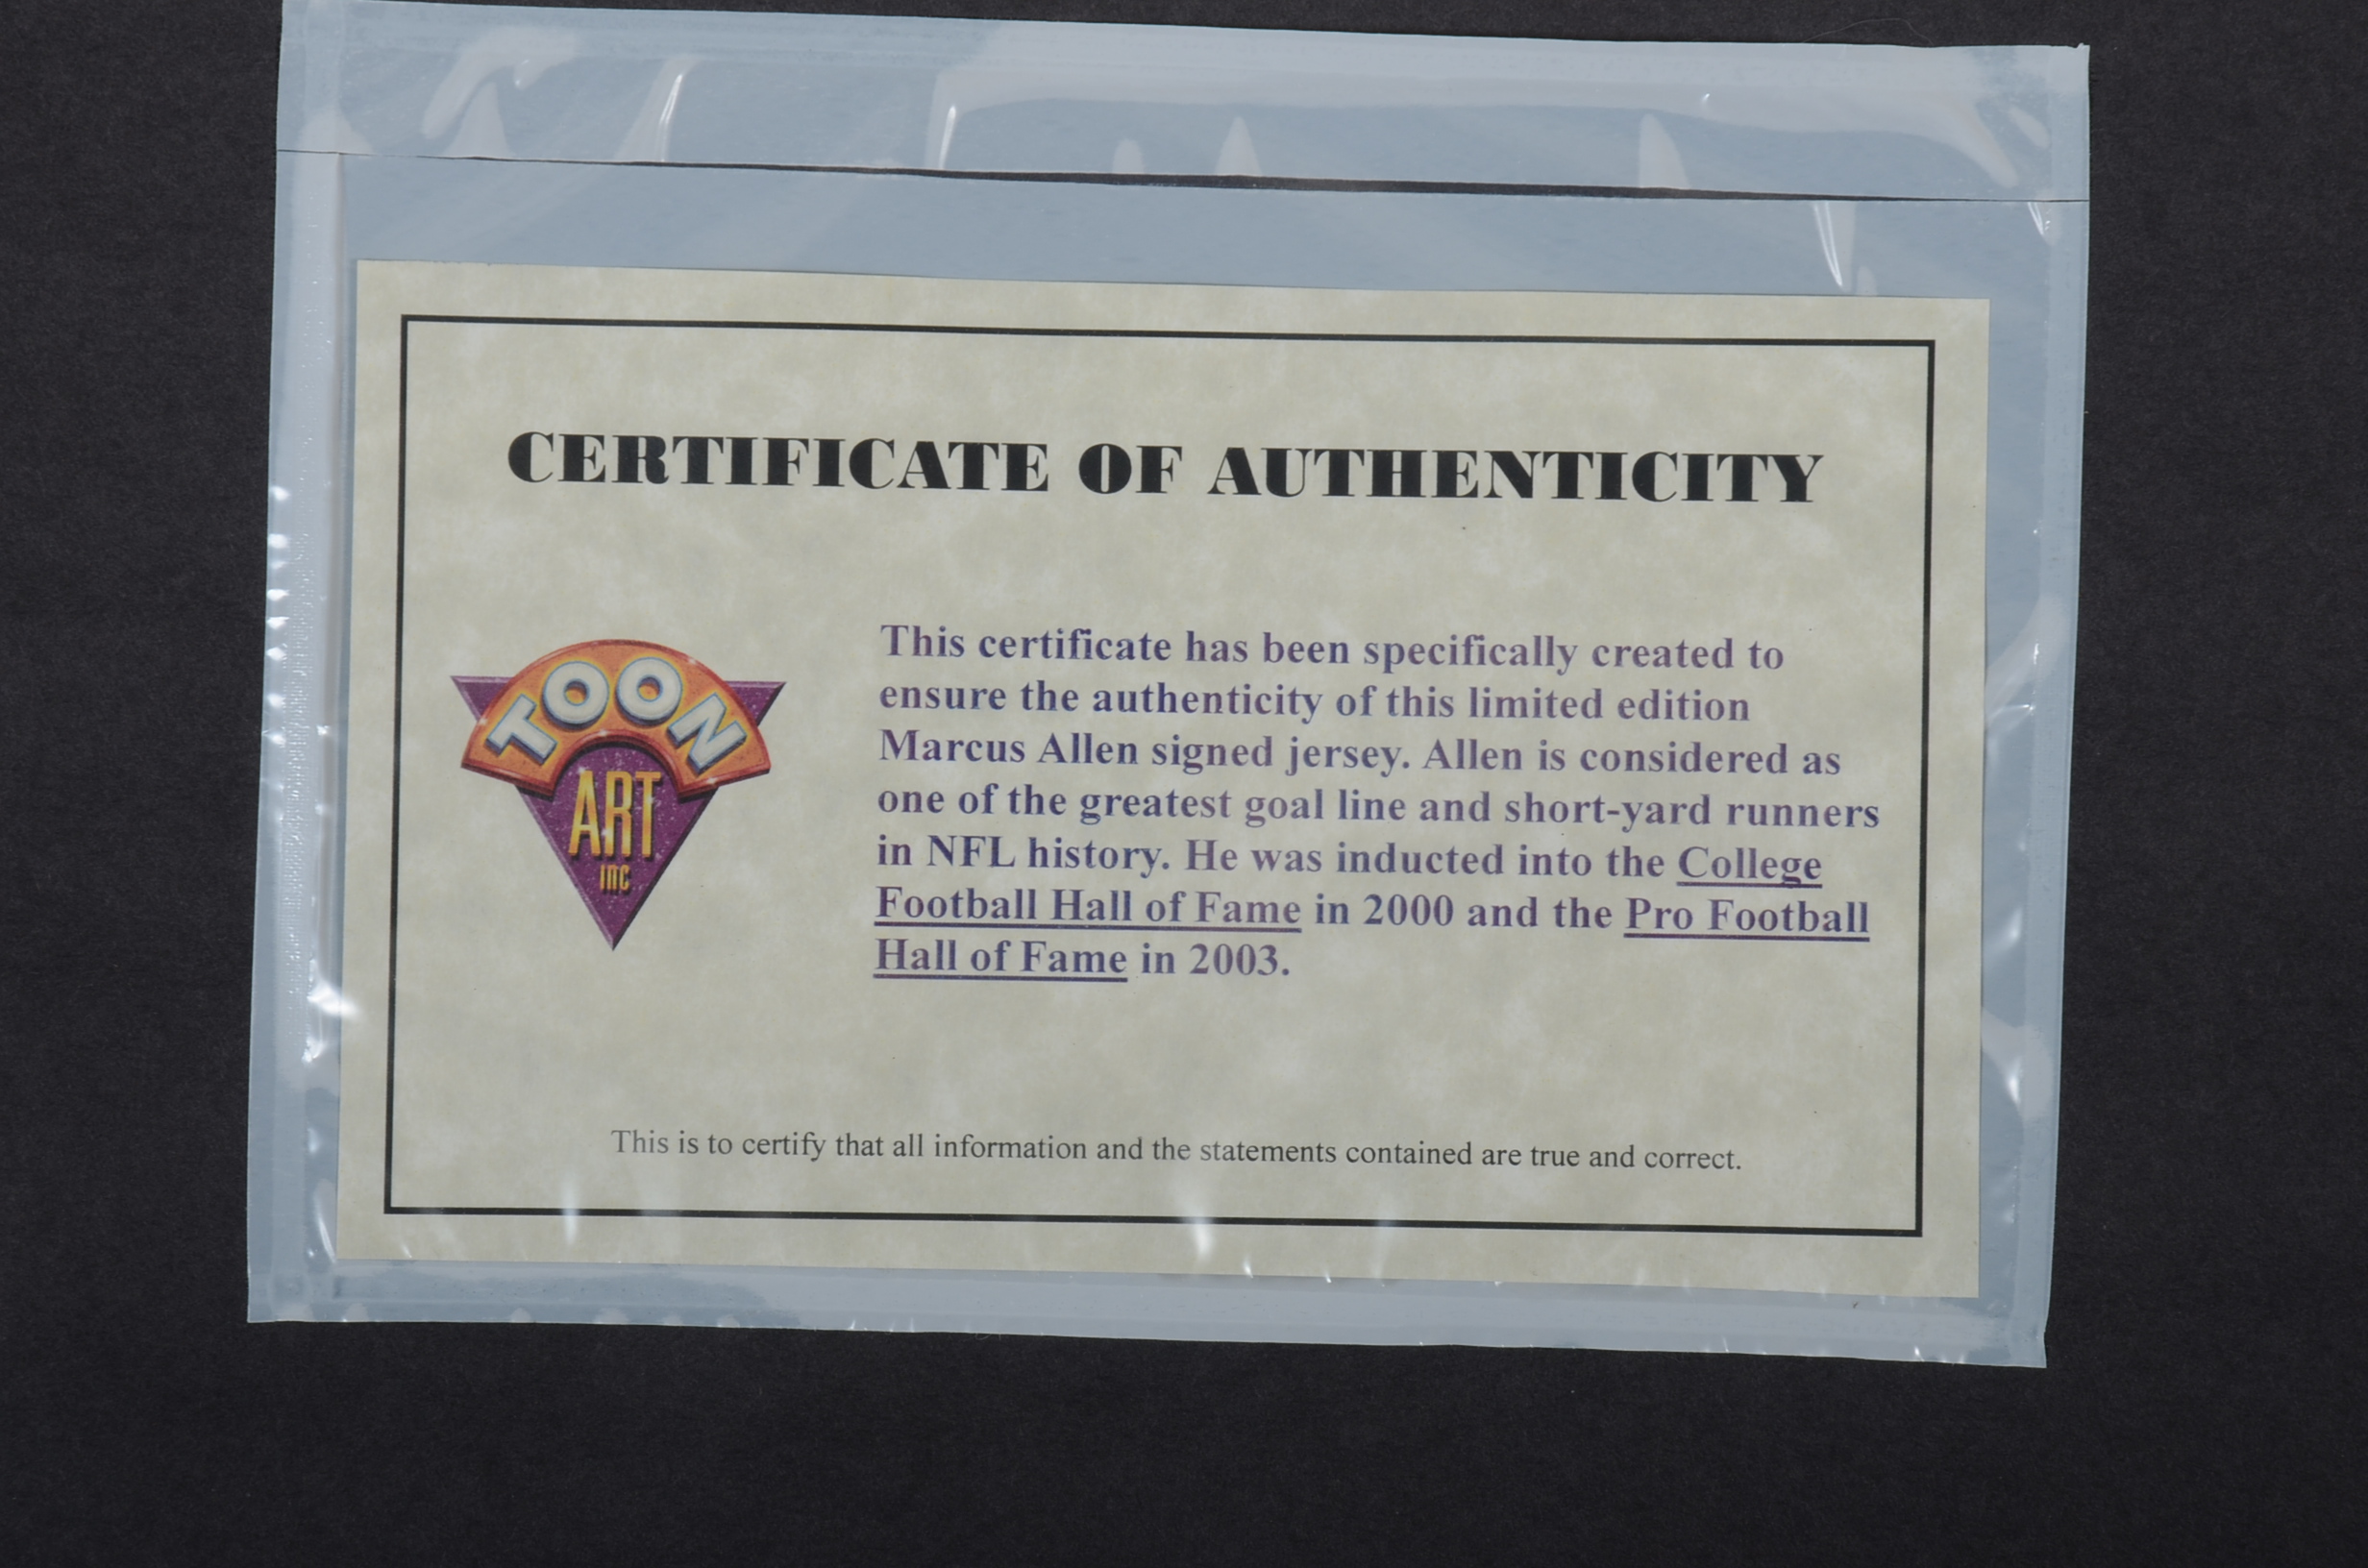 CERTIFICATE OF AUTHENTICITY
TOON
ART
INC
This certificate has been specifically created to
ensure the authenticity of this limited edition
Marcus Allen signed jersey. Allen is considered as
one of the greatest goal line and short-yard runners
in NFL history. He was inducted into the College
Football Hall of Fame in 2000 and the Pro Football
Hall of Fame in 2003.
This is to certify that all information and the statements contained are true and correct.